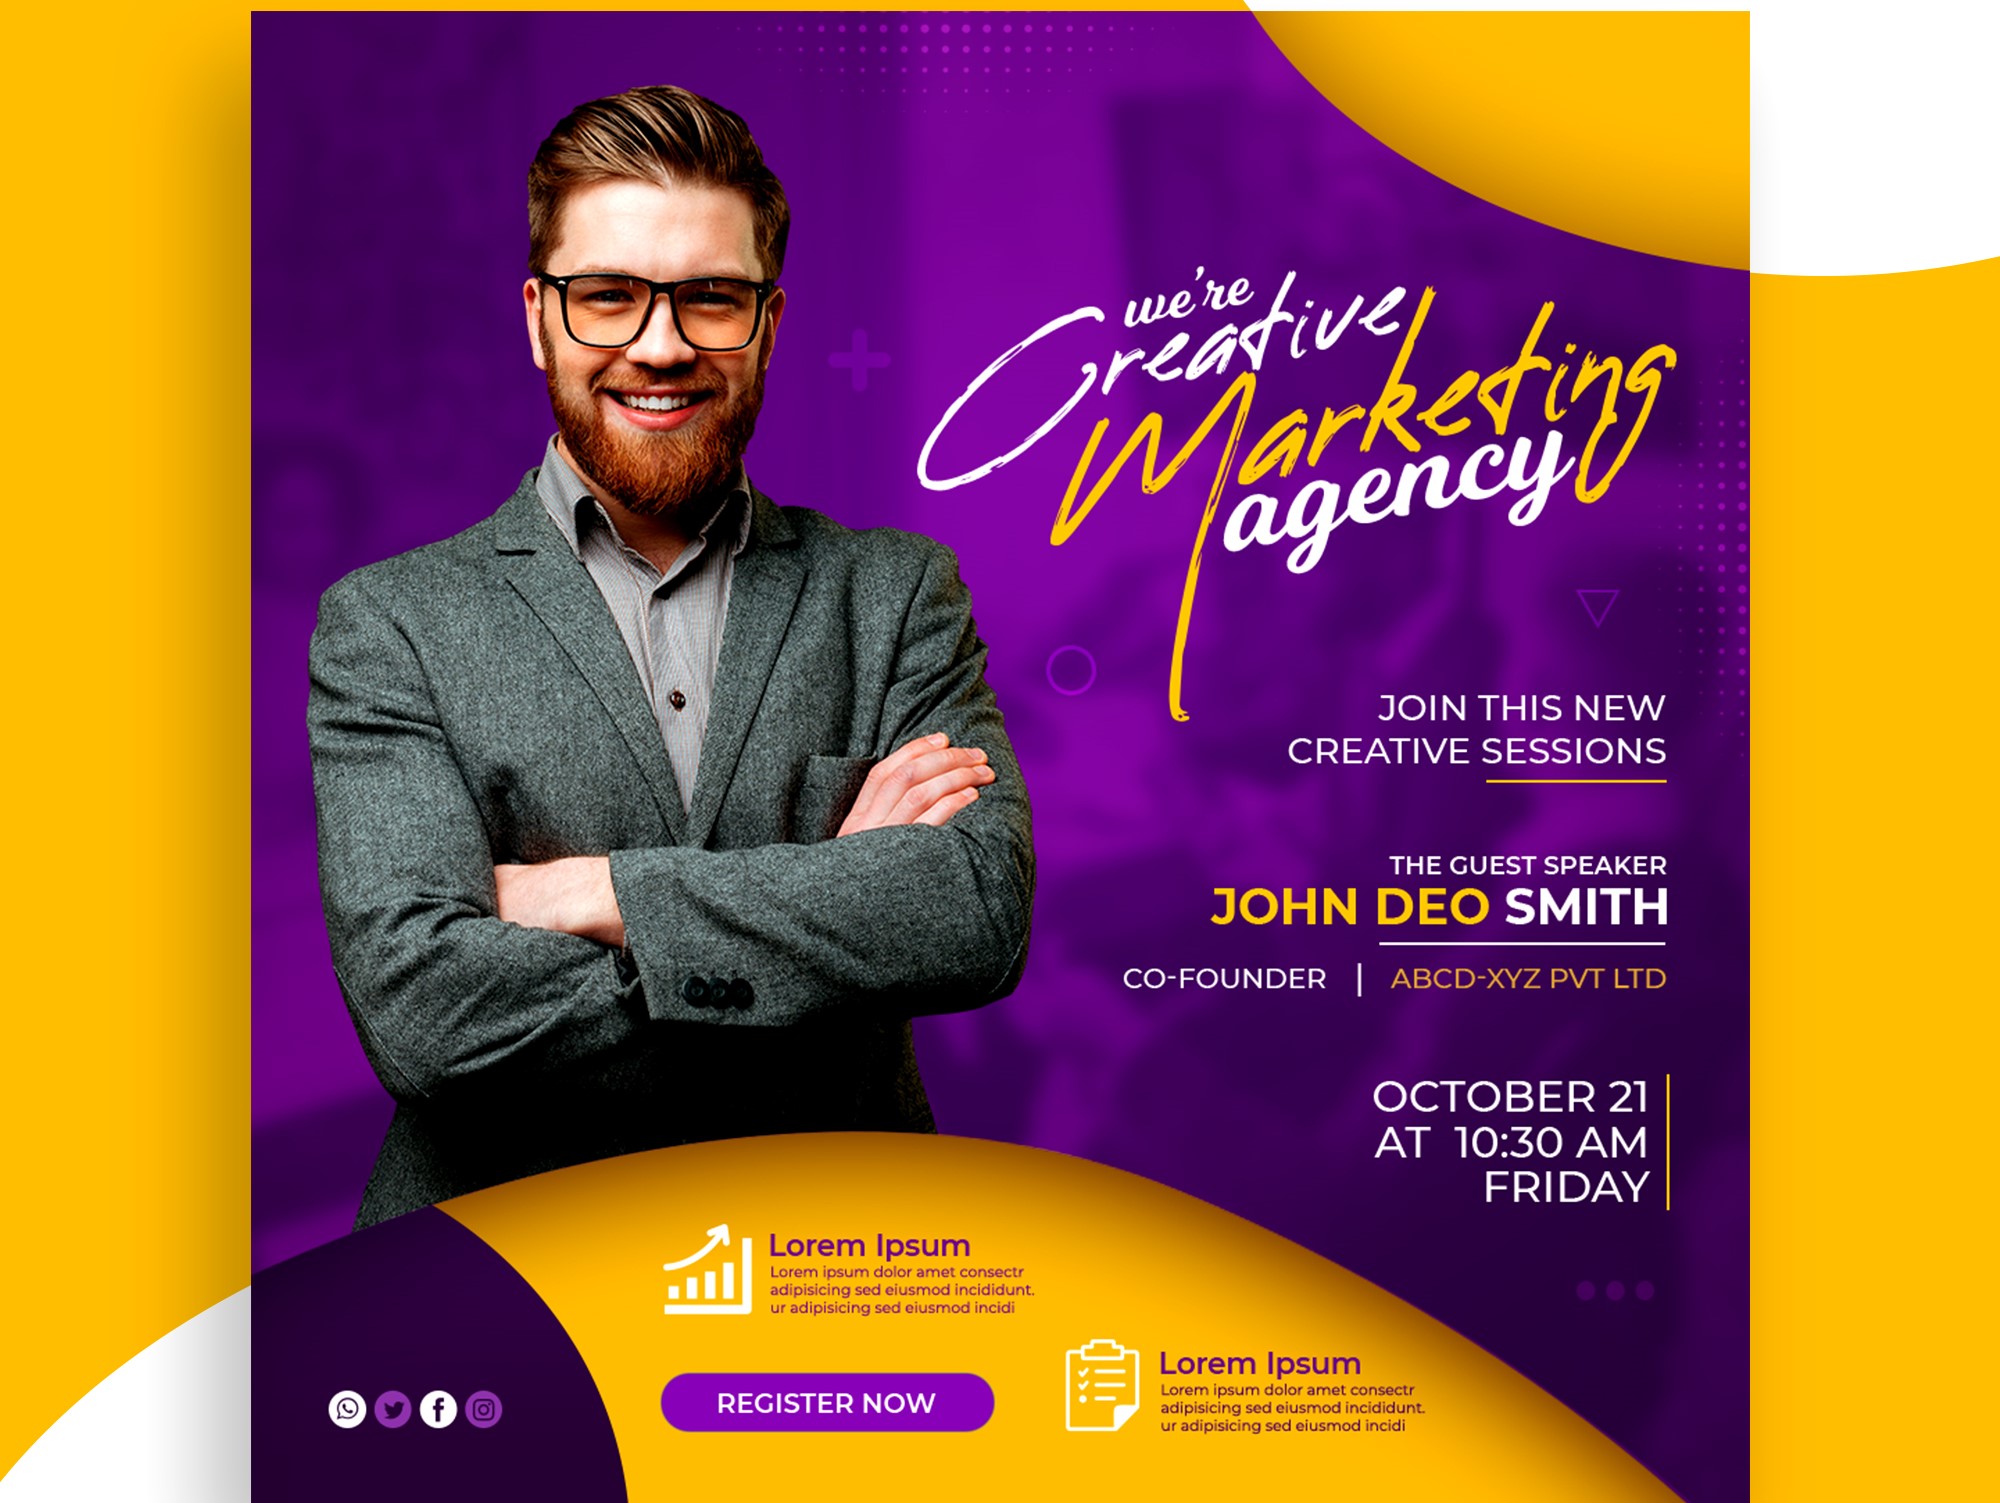 we're
Creative
Marketing
agency
JOIN THIS NEW
CREATIVE SESSIONS
THE GUEST SPEAKER
JOHN DEO SMITH
CO-FOUNDER | ABCD-XYZ PVT LTD
OCTOBER 21
AT 10:30 AM
FRIDAY
Lorem Ipsum
Lorem ipsum dolor amet consectr
adipisicing sed eiusmod incididunt.
ur adipisicing sed eiusmod incidi
REGISTER NOW
Lorem Ipsum
Lorem ipsum dolor amet consectr
adipisicing sed eiusmod incididunt.
ur adipisicing sed eiusmod incidi